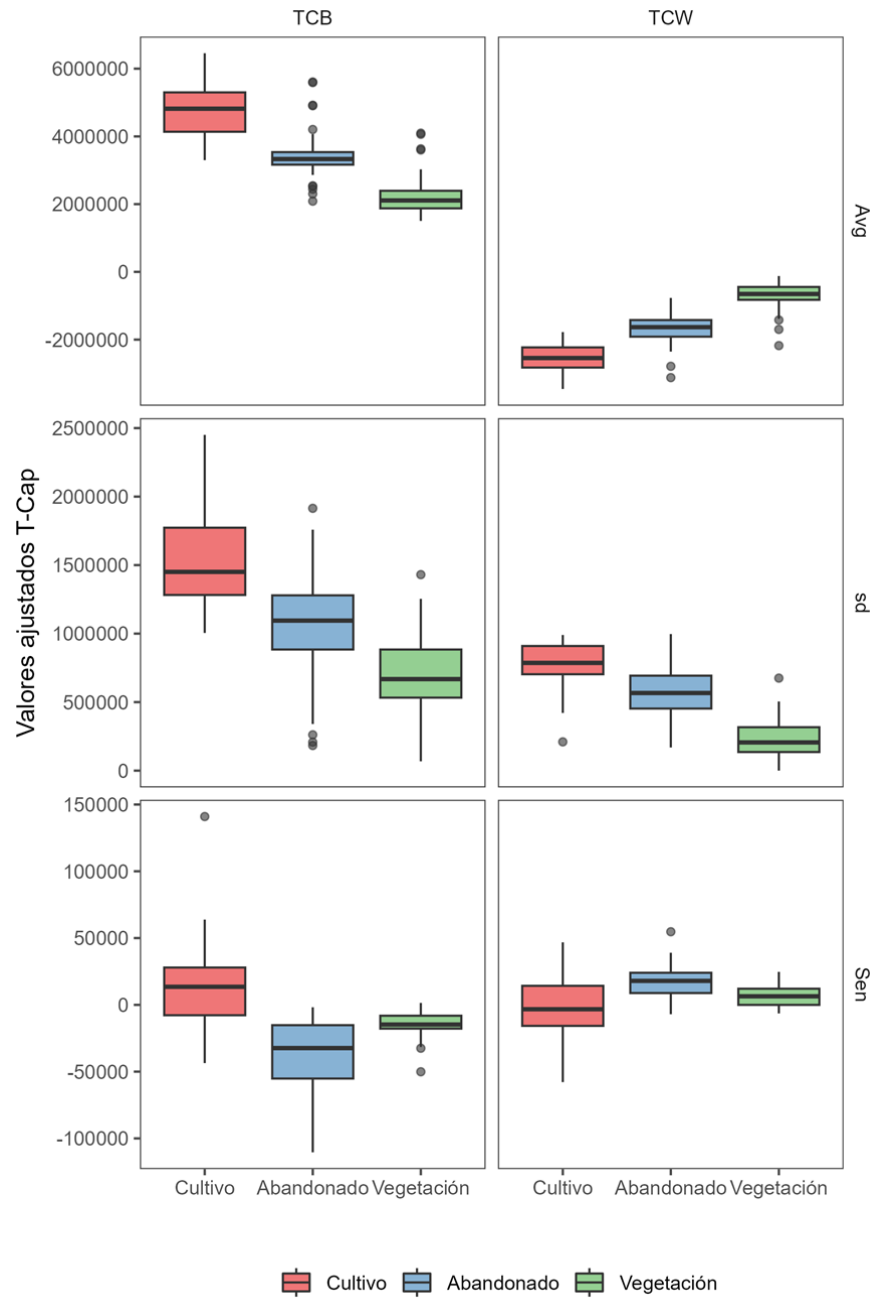 TCB TCW
6000000
4000000
2000000
0
-2000000
Avg
2500000
2000000
1500000
1000000
500000
0
sd
150000
100000
50000
0
-50000
-100000
Sen
Valores ajustados T-Cap
Cultivo Abandonado Vegetación Cultivo Abandonado Vegetación
Cultivo Abandonado Vegetación